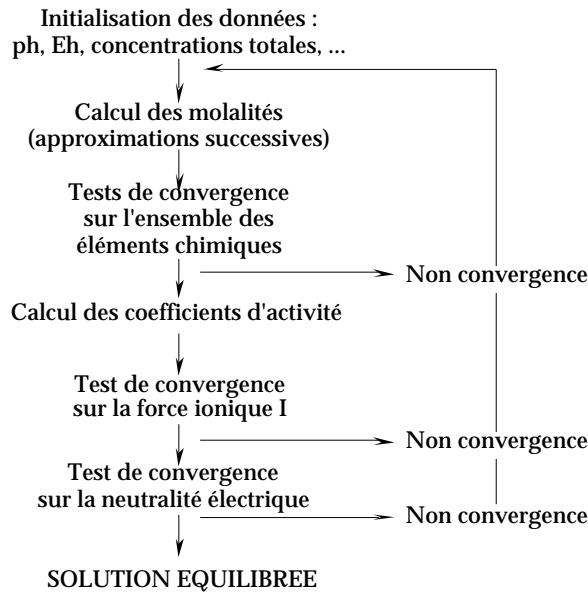 Initialisation des données :
ph, Eh, concentrations totales, ...
Calcul des molalités
(approximations successives)
Tests de convergence
sur l'ensemble des
éléments chimiques
Non convergence
Calcul des coefficients d'activité
Test de convergence
sur la force ionique I
Non convergence
Test de convergence
sur la neutralité électrique
Non convergence
SOLUTION EQUILIBREE